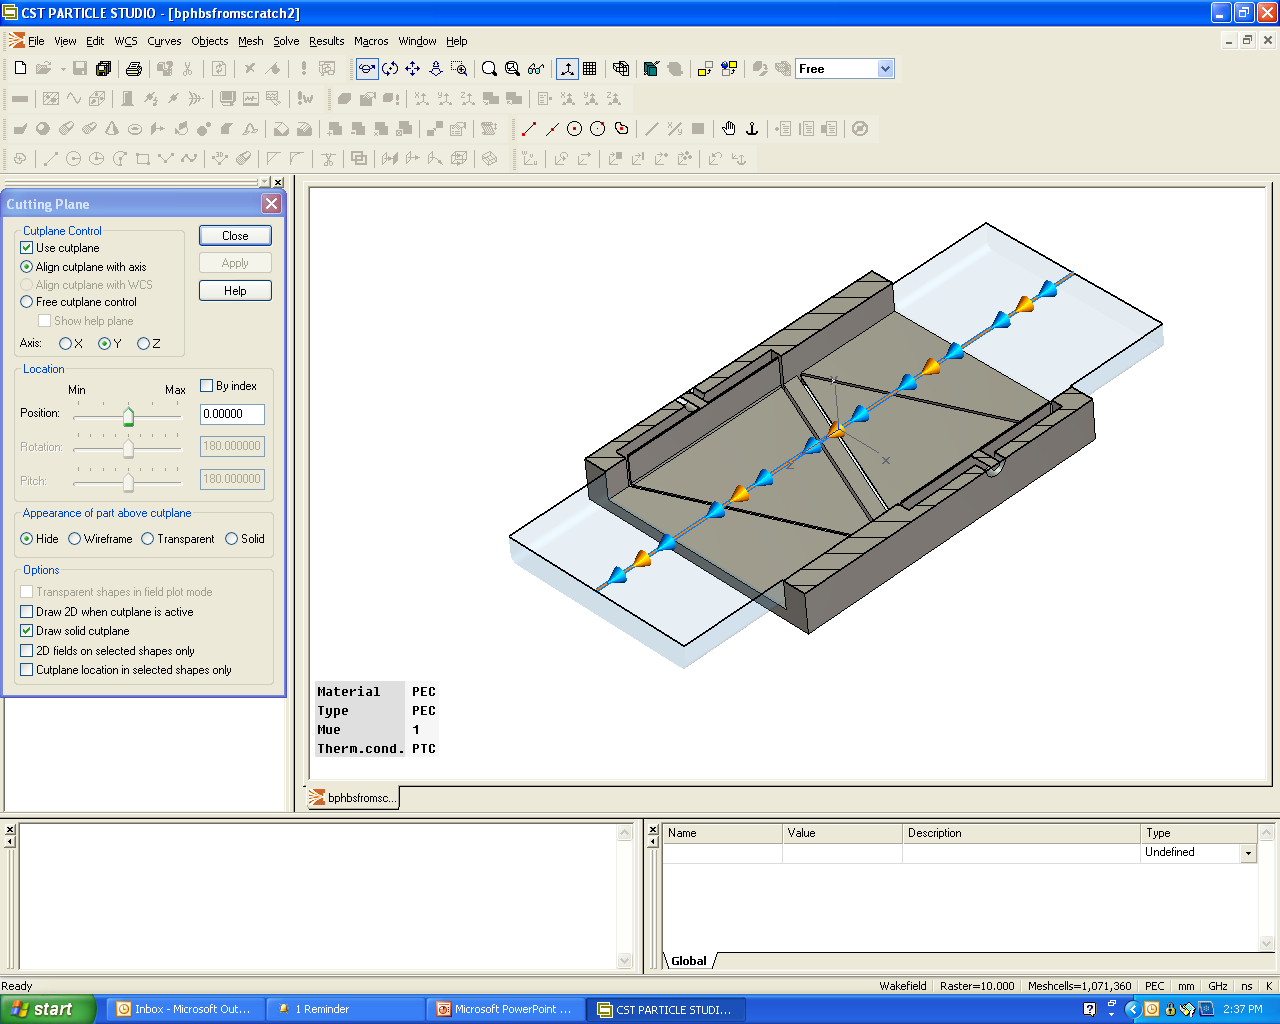 CST PARTICLE STUDIO - [bphbsfromscratch2]
File View Edit WCS Curves Objects Mesh Solve Results Macros Window Help
Free
Cutting Plane
Cutplane Control
Use cutplane
Close
Align cutplane with axis
Apply
Align cutplane with WCS
Help
Free cutplane control
Show help plane
Axis: X Y Z
Location
Min Max By index
Position: 0.00000
Rotation: 180.000000
Pitch: 180.000000
Appearance of part above cutplane
Hide Wireframe Transparent Solid
Options
Transparent shapes in field plot mode
Draw 2D when cutplane is active
Draw solid cutplane
2D fields on selected shapes only
Cutplane location in selected shapes only
Material PEC
Type PEC
Mue 1
Therm.cond. PTC
bphbsfromsc...
Name Value Description Type
Undefined
Global
Ready Wakefield Raster=10.000 Meshcells=1,071,360 PEC mm GHz ns K
start Inbox - Microsoft Out... 1 Reminder Microsoft PowerPoint ... CST PARTICLE STUDI... 2:37 PM